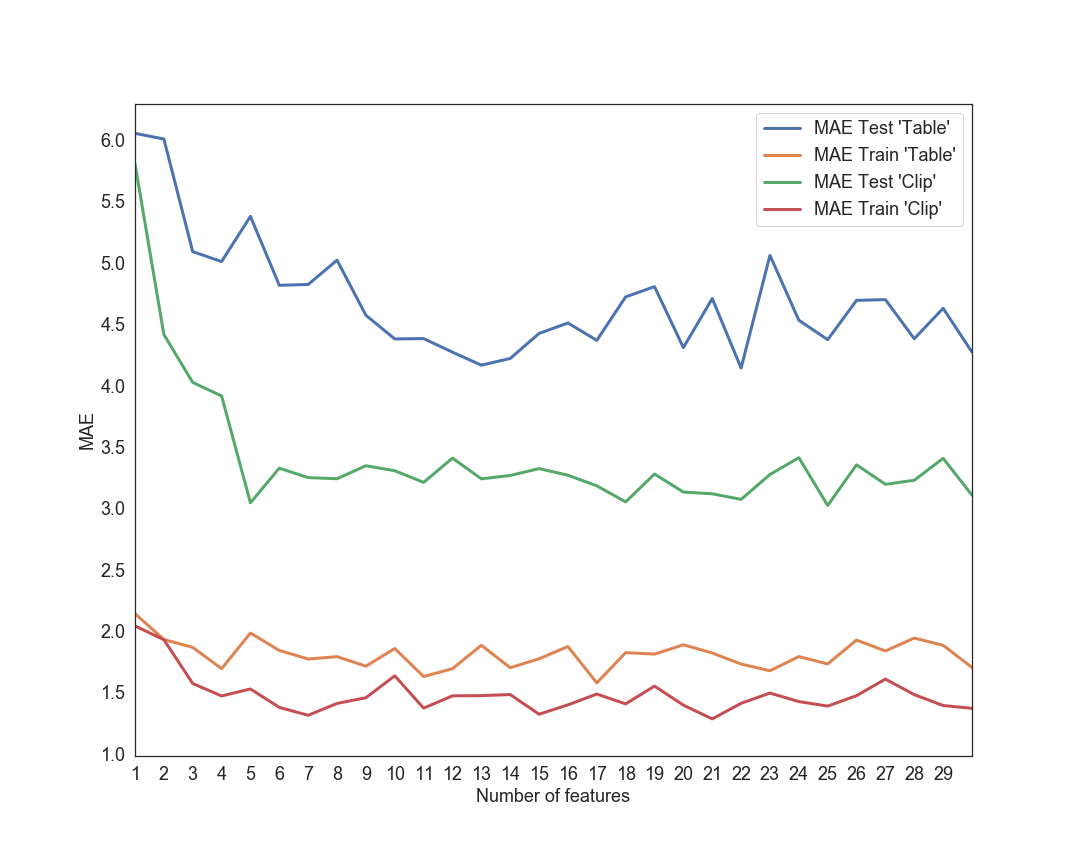 MAE Test 'Table'
MAE Train 'Table'
MAE Test 'Clip'
MAE Train 'Clip'
6.0
5.5
5.0
4.5
4.0
3.5
3.0
2.5
2.0
1.5
1.0
MAE
1 2 3 4 5 6 7 8 9 10 11 12 13 14 15 16 17 18 19 20 21 22 23 24 25 26 27 28 29
Number of features